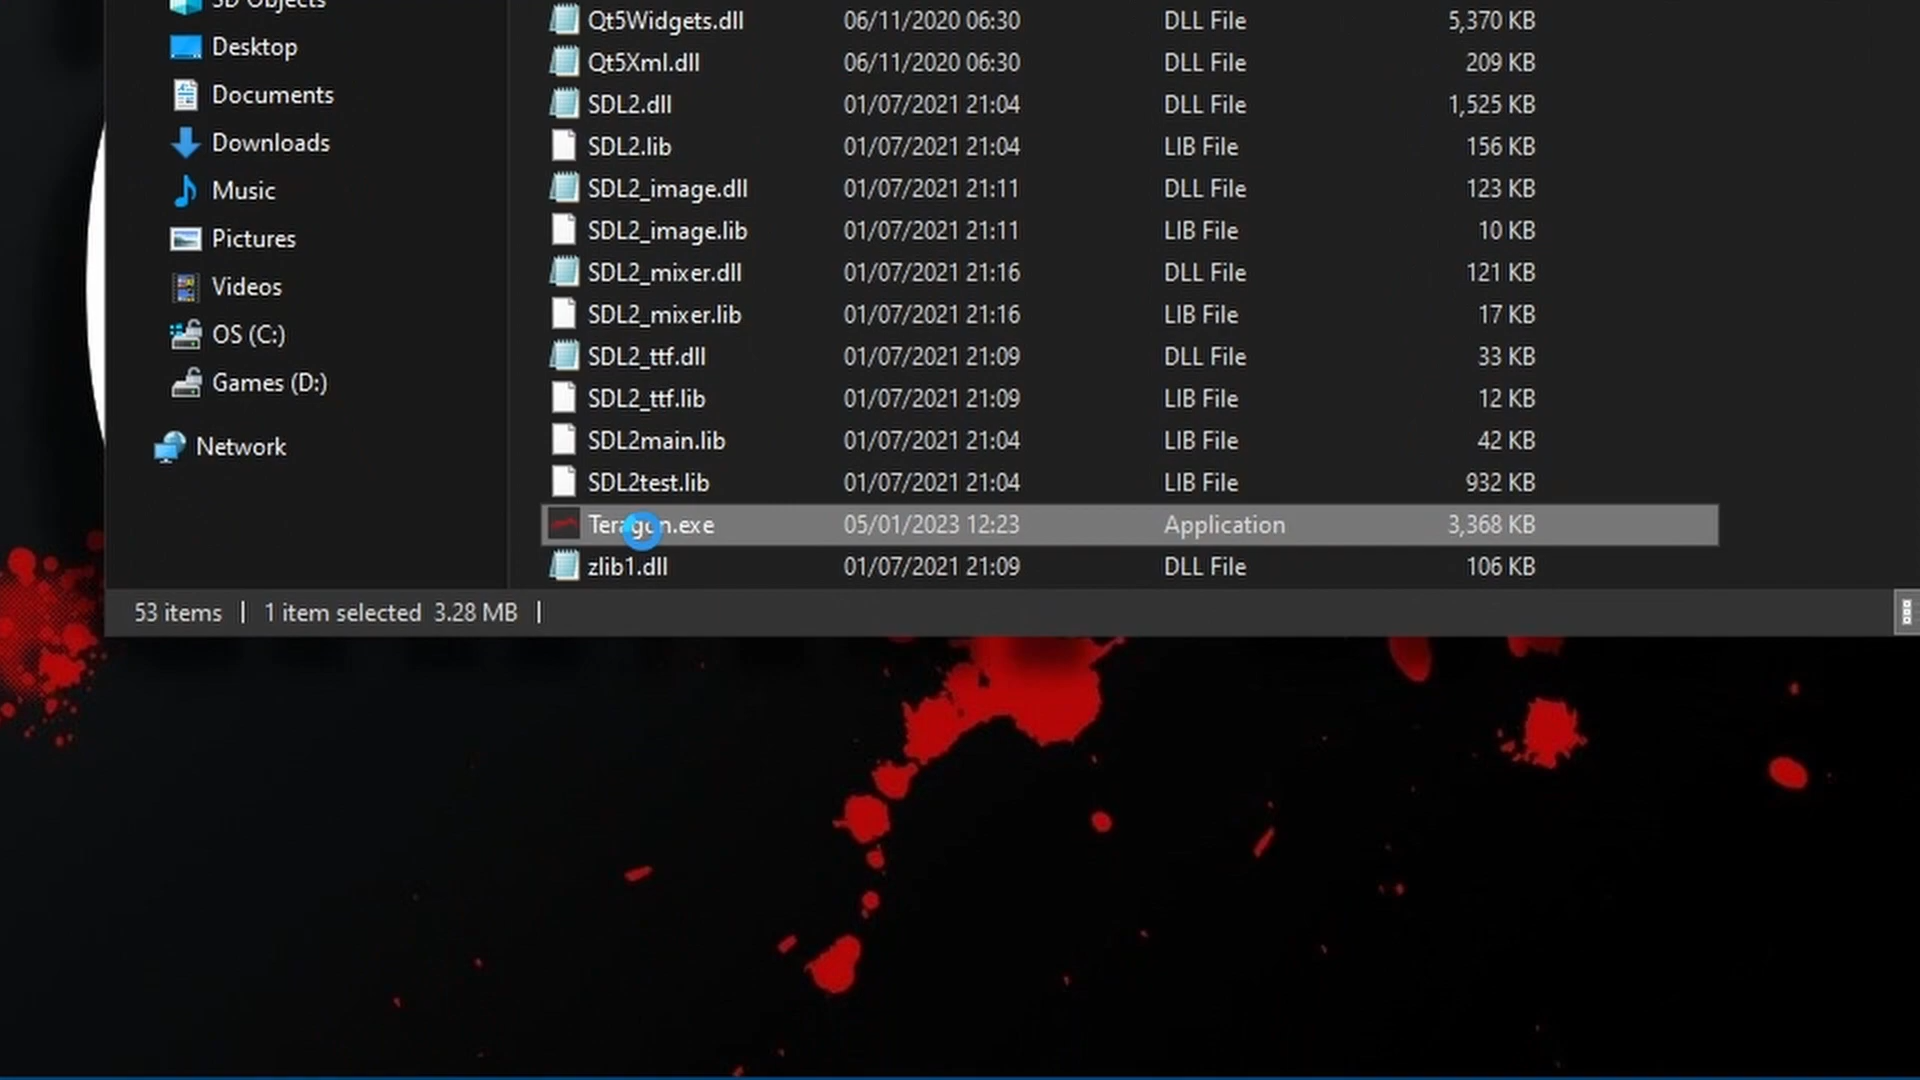 3D Objects
Desktop
Documents
Downloads
Music
Pictures
Videos
OS (C:)
Games (D:)
Network
Qt5Widgets.dll 06/11/2020 06:30 DLL File 5,370 KB
Qt5Xml.dll 06/11/2020 06:30 DLL File 209 KB
SDL2.dll 01/07/2021 21:04 DLL File 1,525 KB
SDL2.lib 01/07/2021 21:04 LIB File 156 KB
SDL2_image.dll 01/07/2021 21:11 DLL File 123 KB
SDL2_image.lib 01/07/2021 21:11 LIB File 10 KB
SDL2_mixer.dll 01/07/2021 21:16 DLL File 121 KB
SDL2_mixer.lib 01/07/2021 21:16 LIB File 17 KB
SDL2_ttf.dll 01/07/2021 21:09 DLL File 33 KB
SDL2_ttf.lib 01/07/2021 21:09 LIB File 12 KB
SDL2main.lib 01/07/2021 21:04 LIB File 42 KB
SDL2test.lib 01/07/2021 21:04 LIB File 932 KB
Teragon.exe 05/01/2023 12:23 Application 3,368 KB
zlib1.dll 01/07/2021 21:09 DLL File 106 KB
53 items | 1 item selected 3.28 MB |